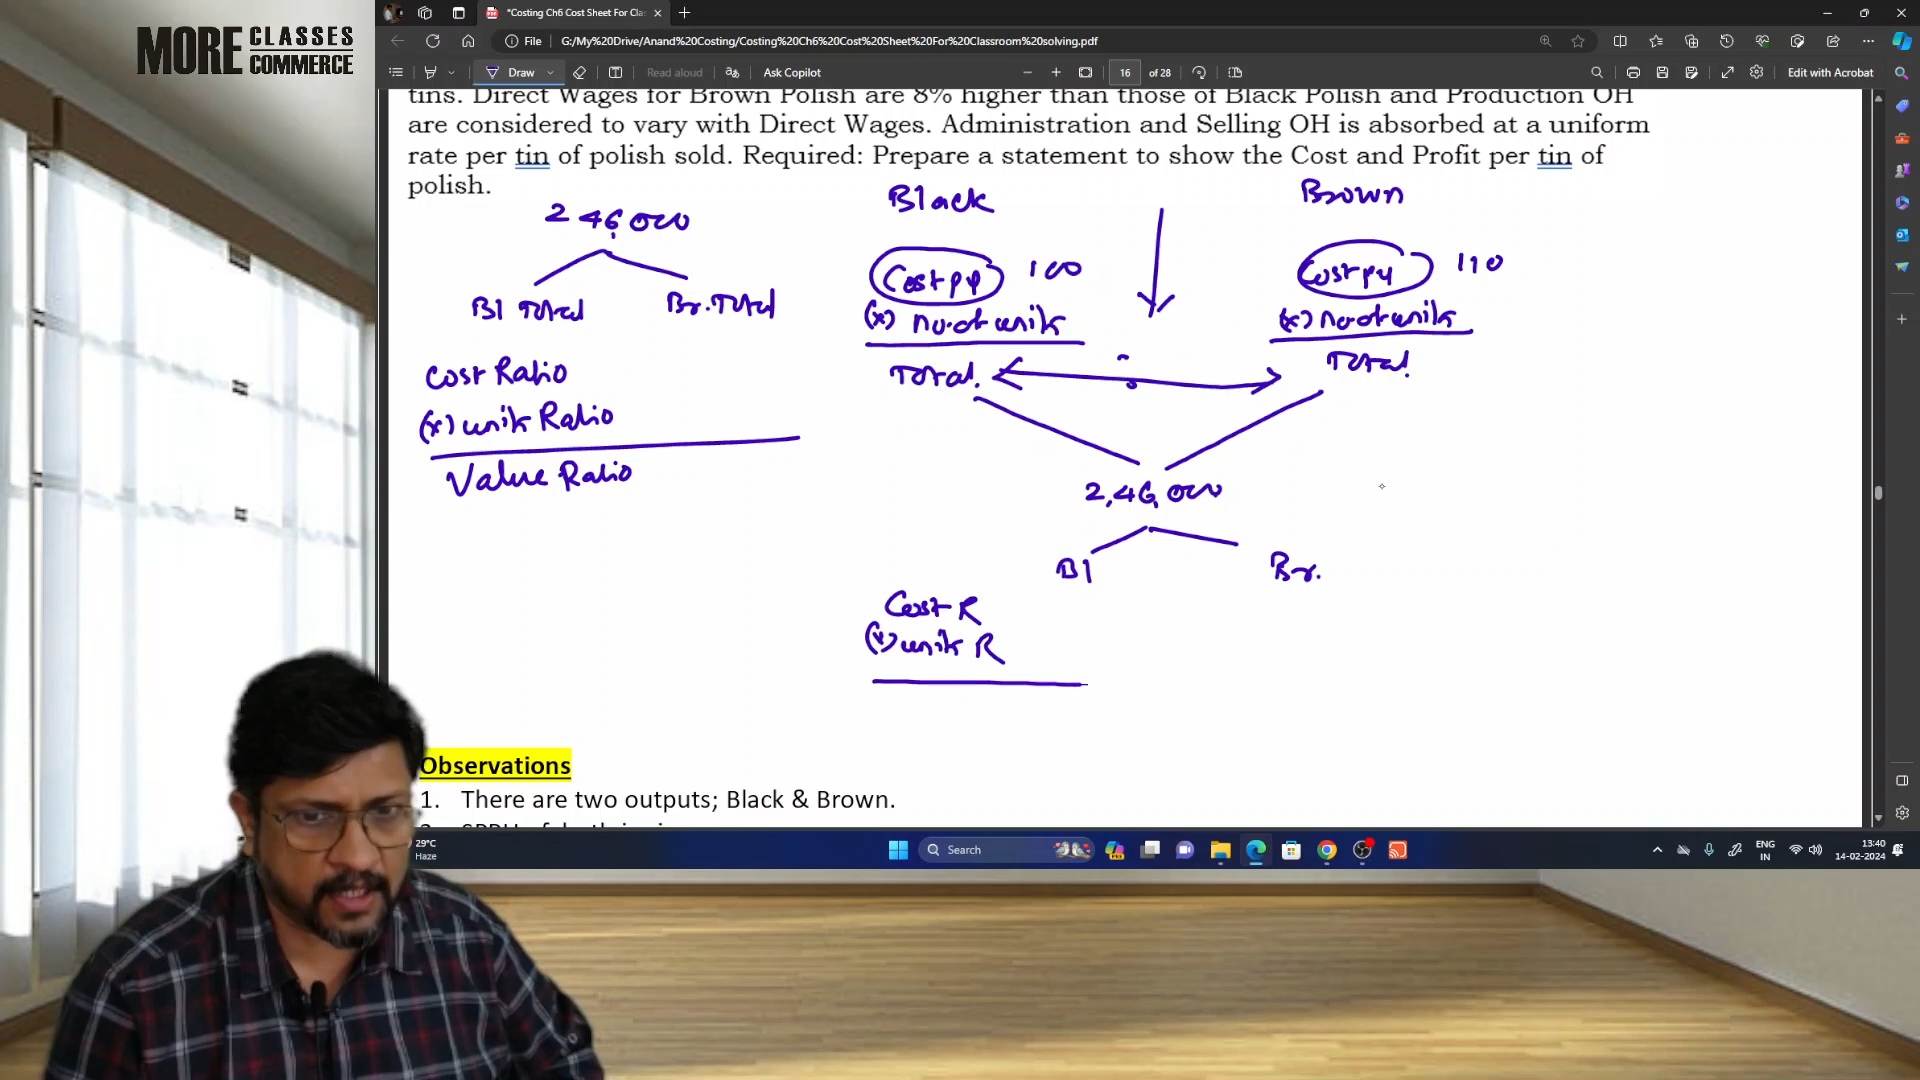 MORE CLASSES COMMERCE
*Costing Ch6 Cost Sheet For Cla
File G:/My%20Drive/Anand%20Costing/Costing%20Ch6%20Cost%20Sheet%20For%20Classroom%20solving.pdf
Draw Read aloud Ask Copilot 16 of 28 Edit with Acrobat
tins. Direct Wages for Brown Polish are 8% higher than those of Black Polish and Production OH
are considered to vary with Direct Wages. Administration and Selling OH is absorbed at a uniform
rate per tin of polish sold. Required: Prepare a statement to show the Cost and Profit per tin of
polish.
Black Brown
2 46,000
Cost pu 100 Cost pu 110
Bl Total Br. Total (x) no. of units (x) no. of units
Cost Ratio Total : Total
(x) units Ratio
Value Ratio
2,46,000
Bl Br.
Cost R
(x) units R
Observations
1. There are two outputs; Black & Brown.
29°C
Haze
Search
ENG
IN
13:40
14-02-2024